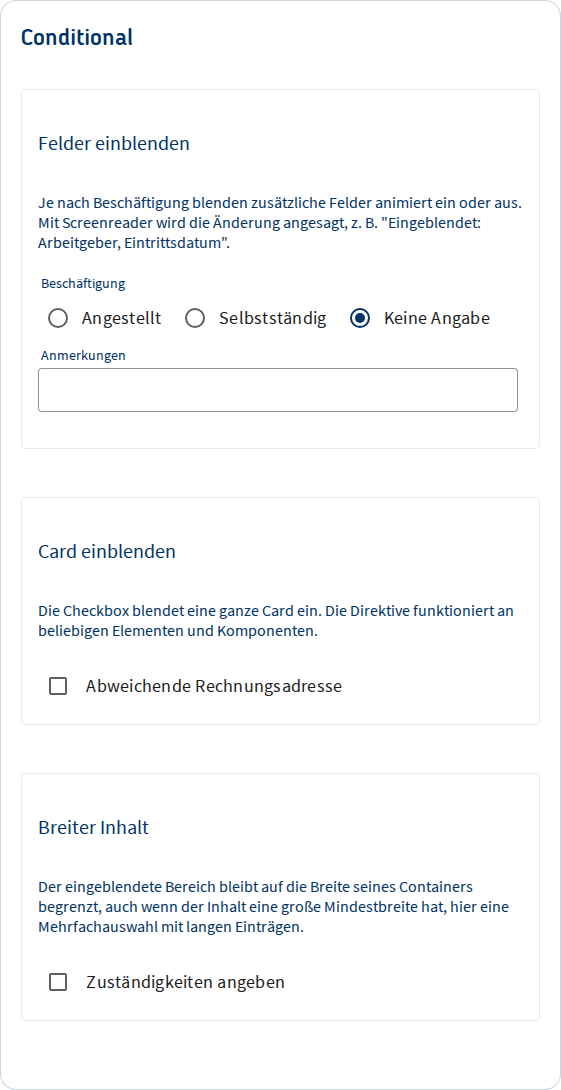 Conditional
Felder einblenden
Je nach Beschäftigung blenden zusätzliche Felder animiert ein oder aus.
Mit Screenreader wird die Änderung angesagt, z. B. "Eingeblendet:
Arbeitgeber, Eintrittsdatum".
Beschäftigung
Angestellt Selbstständig Keine Angabe
Anmerkungen
Card einblenden
Die Checkbox blendet eine ganze Card ein. Die Direktive funktioniert an
beliebigen Elementen und Komponenten.
Abweichende Rechnungsadresse
Breiter Inhalt
Der eingeblendete Bereich bleibt auf die Breite seines Containers
begrenzt, auch wenn der Inhalt eine große Mindestbreite hat, hier eine
Mehrfachauswahl mit langen Einträgen.
Zuständigkeiten angeben